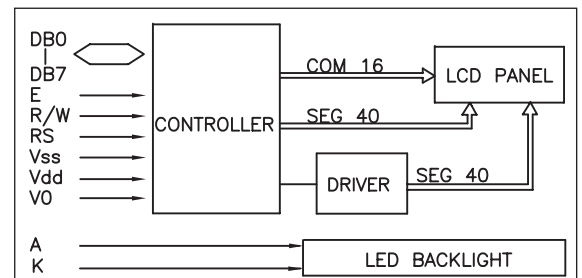 DB0
DB7
E
R/W
RS
Vss
Vdd
V0
CONTROLLER
COM 16
SEG 40
LCD PANEL
DRIVER
SEG 40
A
K
LED BACKLIGHT